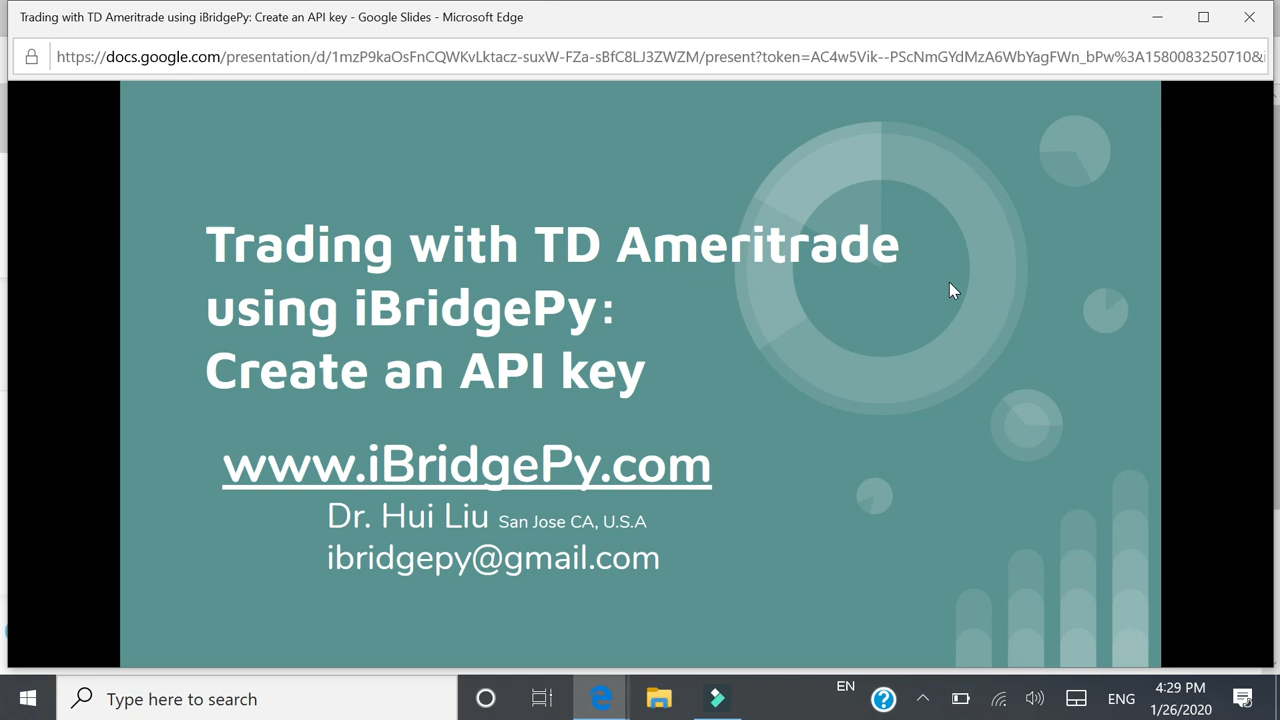 Trading with TD Ameritrade using iBridgePy: Create an API key - Google Slides - Microsoft Edge
https://docs.google.com/presentation/d/1mzP9kaOsFnCQWKvLktacz-suxW-FZa-sBfC8LJ3ZWZM/present?token=AC4w5Vik--PScNmGYdMzA6WbYagFWn_bPw%3A1580083250710&
Trading with TD Ameritrade
using iBridgePy:
Create an API key
www.iBridgePy.com
Dr. Hui Liu San Jose CA, U.S.A
ibridgepy@gmail.com
Type here to search
EN
ENG
4:29 PM
1/26/2020